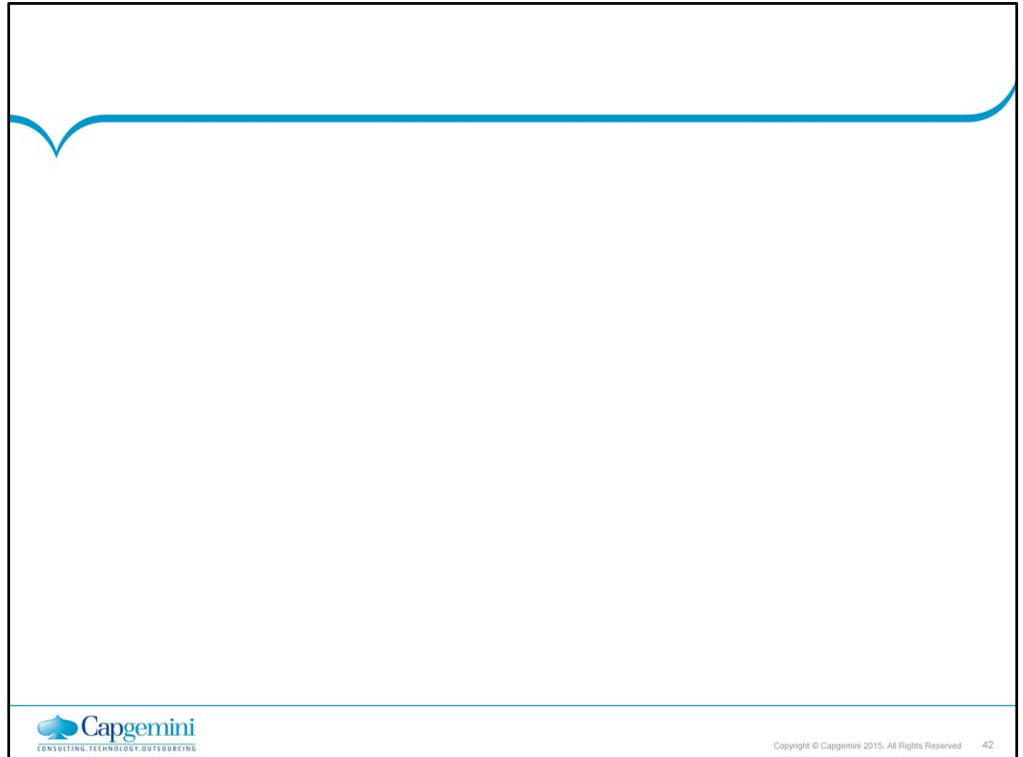 Capgemini
CONSULTING.TECHNOLOGY.OUTSOURCING
Copyright © Capgemini 2015. All Rights Reserved 42